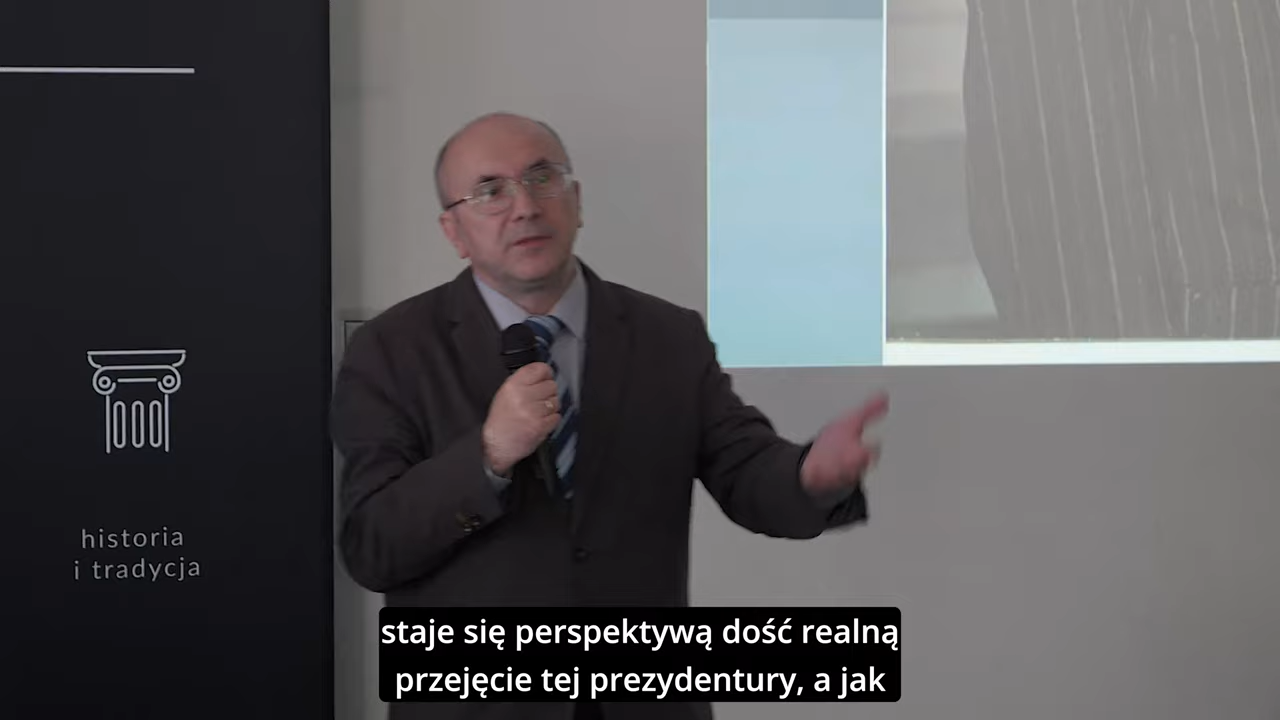 historia
i tradycja
staje się perspektywą dość realną
przejęcie tej prezydentury, a jak